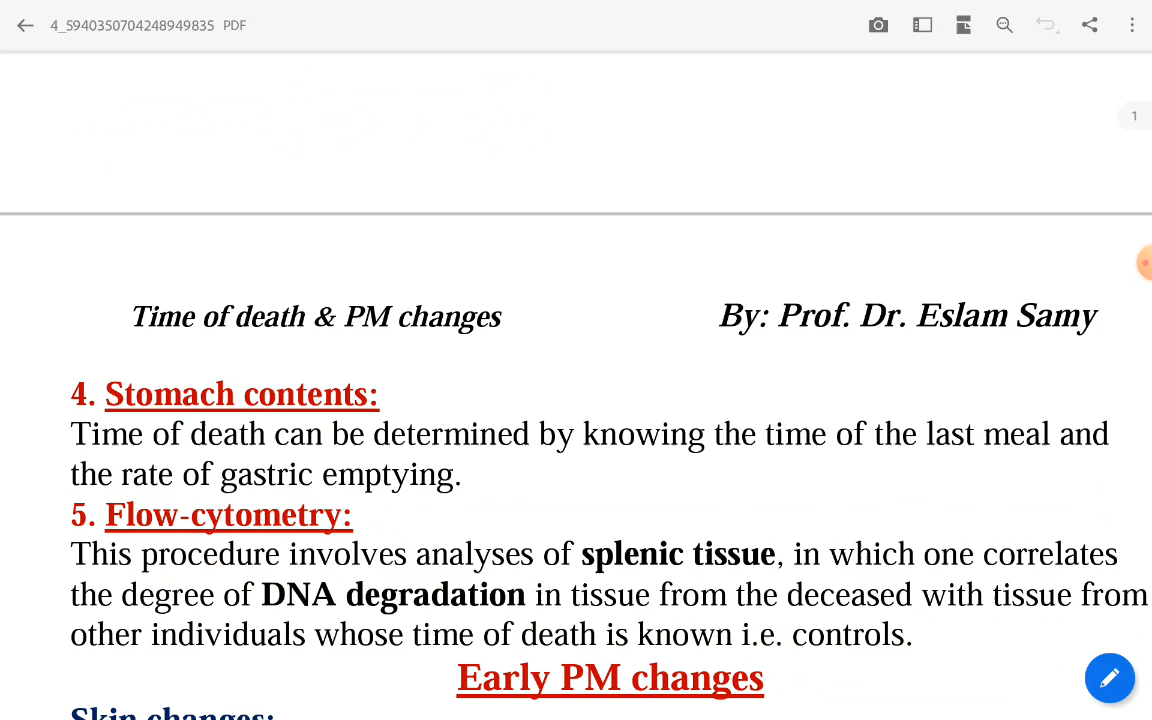 4_5940350704248949835 PDF
1
Time of death & PM changes By: Prof. Dr. Eslam Samy
4. Stomach contents:
Time of death can be determined by knowing the time of the last meal and
the rate of gastric emptying.
5. Flow-cytometry:
This procedure involves analyses of splenic tissue, in which one correlates
the degree of DNA degradation in tissue from the deceased with tissue from
other individuals whose time of death is known i.e. controls.
Early PM changes
Skin changes: